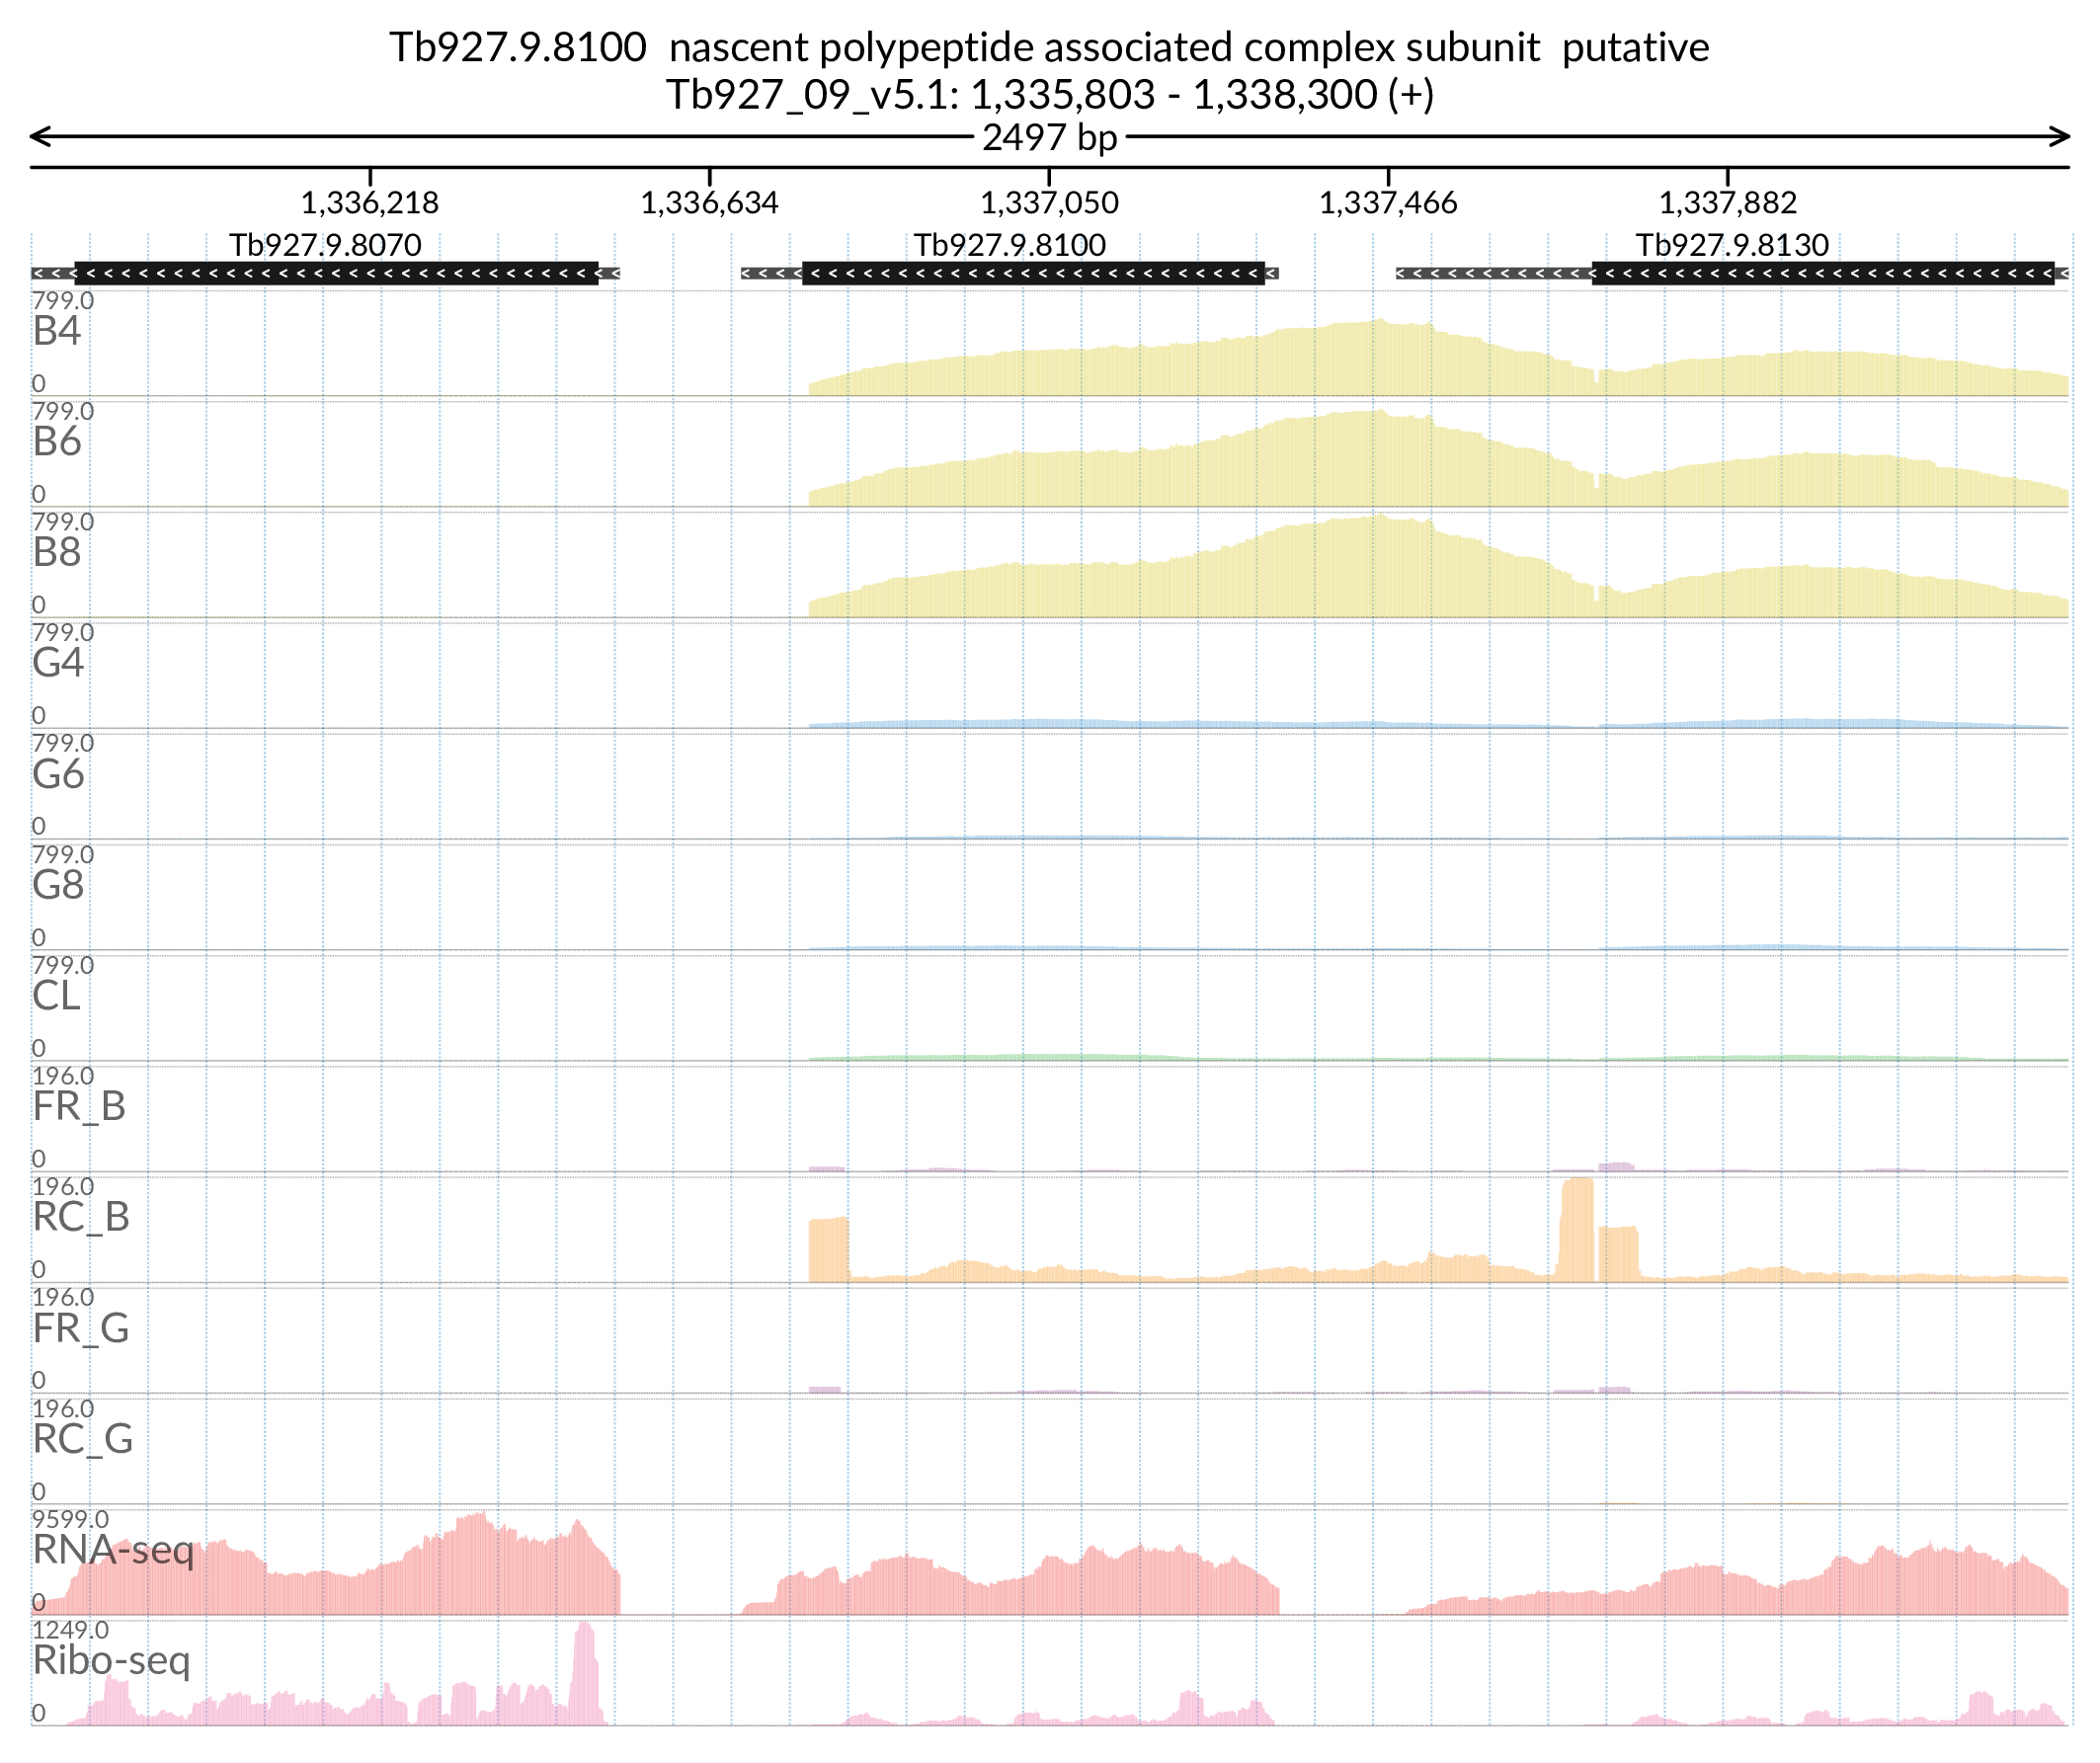 Tb927.9.8100  nascent polypeptide associated complex subunit  putative
Tb927_09_v5.1: 1,335,803 - 1,338,300 (+)
2497 bp
1,336,218 1,336,634 1,337,050 1,337,466 1,337,882
Tb927.9.8070 Tb927.9.8100 Tb927.9.8130
799.0
B4
0
799.0
B6
0
799.0
B8
0
799.0
G4
0
799.0
G6
0
799.0
G8
0
799.0
CL
0
196.0
FR_B
0
196.0
RC_B
0
196.0
FR_G
0
196.0
RC_G
0
9599.0
RNA-seq
0
1249.0
Ribo-seq
0